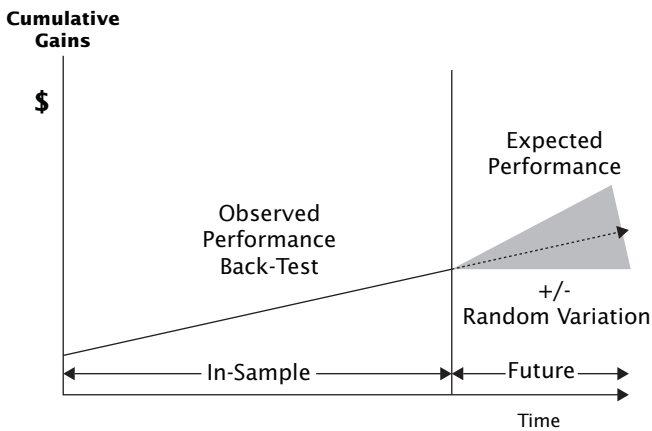 Cumulative
Gains
$
Expected
Performance
Observed
Performance
Back-Test
+/-
Random Variation
In-Sample
Future
Time